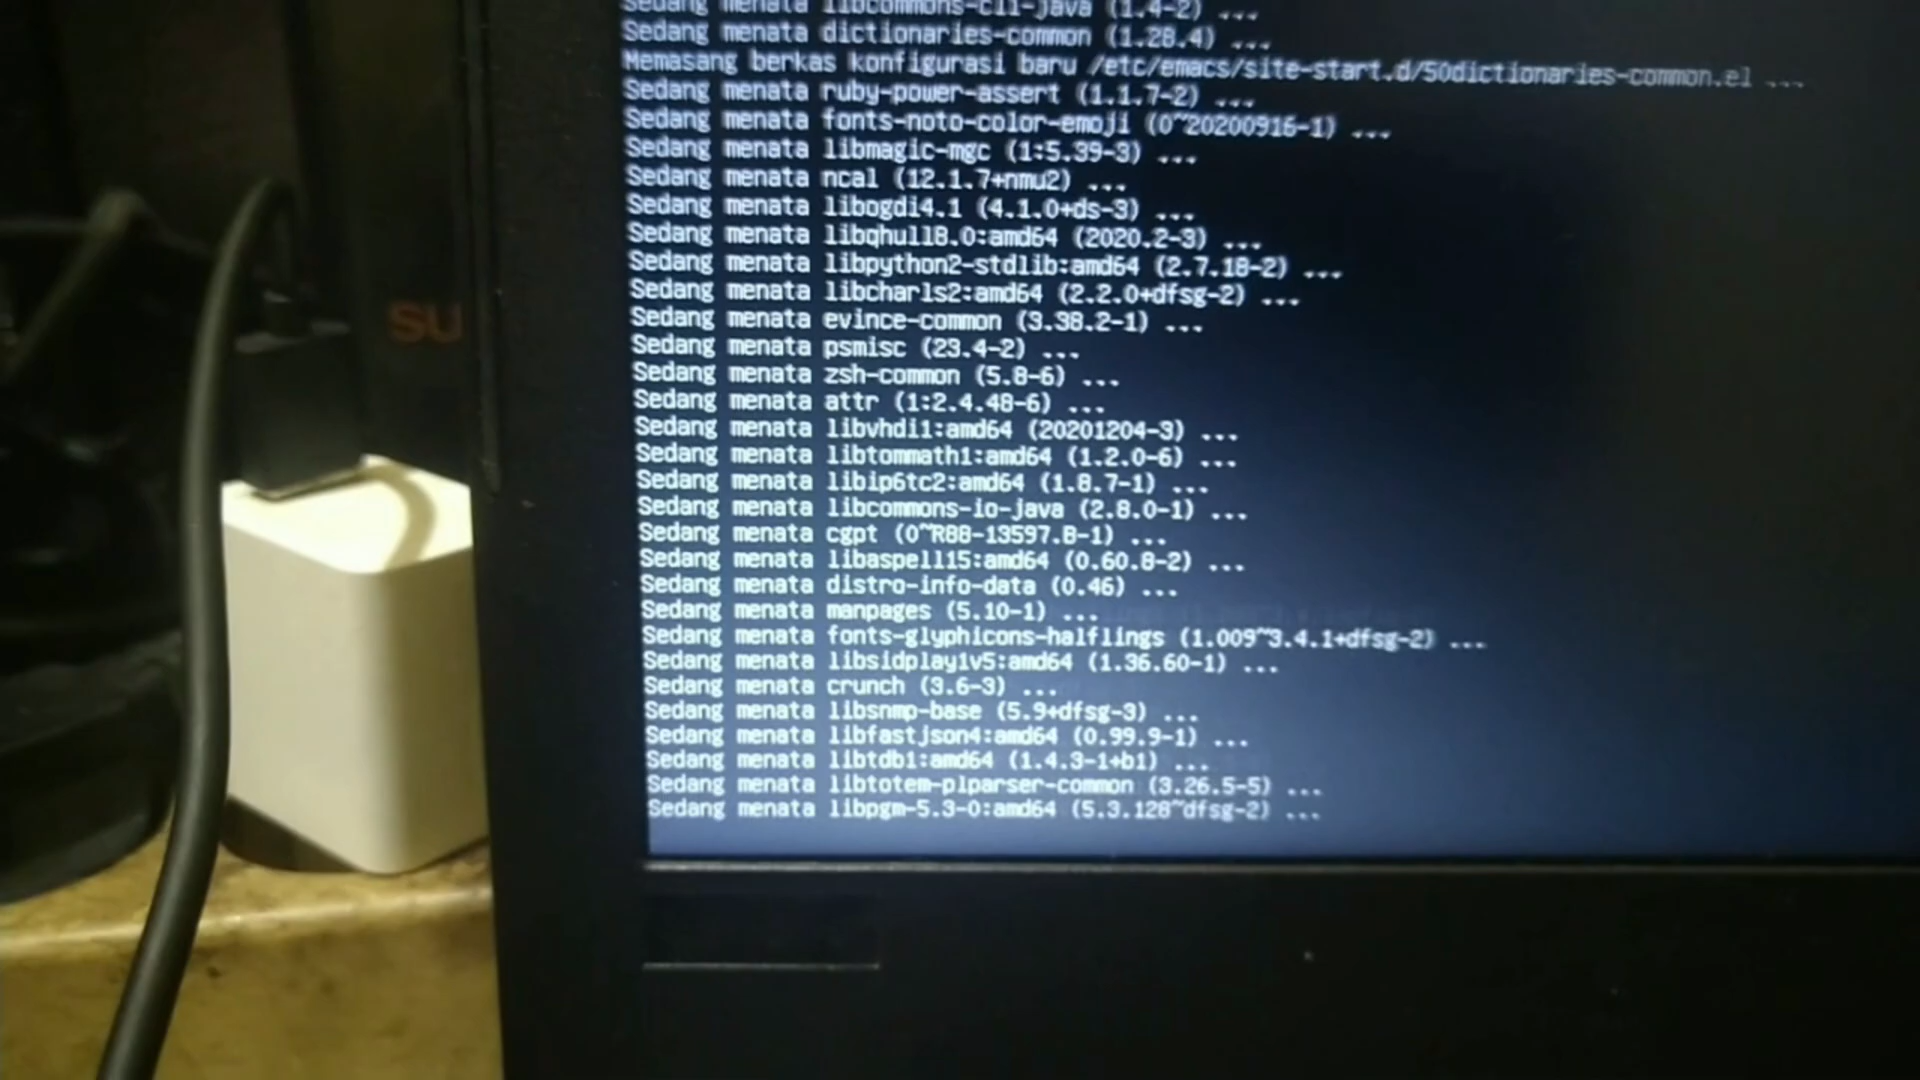 Sedang menata libcommons-cli-java (1.4-2) ...
Sedang menata dictionaries-common (1.28.4) ...
Memasang berkas konfigurasi baru /etc/emacs/site-start.d/50dictionaries-common.el ...
Sedang menata ruby-power-assert (1.1.7-2) ...
Sedang menata fonts-noto-color-emoji (0~20200916-1) ...
Sedang menata libmagic-mgc (1:5.39-3) ...
Sedang menata ncal (12.1.7+nmu2) ...
Sedang menata libogdi4.1 (4.1.0+ds-3) ...
Sedang menata libqhull8.0:amd64 (2020.2-3) ...
Sedang menata libpython2-stdlib:amd64 (2.7.18-2) ...
Sedang menata libcharls2:amd64 (2.2.0+dfsg-2) ...
Sedang menata evince-common (3.38.2-1) ...
Sedang menata psmisc (23.4-2) ...
Sedang menata zsh-common (5.8-6) ...
Sedang menata attr (1:2.4.48-6) ...
Sedang menata libvhdi1:amd64 (20201204-3) ...
Sedang menata libtommath1:amd64 (1.2.0-6) ...
Sedang menata libip6tc2:amd64 (1.8.7-1) ...
Sedang menata libcommons-io-java (2.8.0-1) ...
Sedang menata cgpt (0~R88-13597.B-1) ...
Sedang menata libaspell15:amd64 (0.60.8-2) ...
Sedang menata distro-info-data (0.46) ...
Sedang menata manpages (5.10-1) ...
Sedang menata fonts-glyphicons-halflings (1.009~3.4.1+dfsg-2) ...
Sedang menata libsidplay1v5:amd64 (1.36.60-1) ...
Sedang menata crunch (3.6-3) ...
Sedang menata libsnmp-base (5.9+dfsg-3) ...
Sedang menata libfastjson4:amd64 (0.99.9-1) ...
Sedang menata libtdb1:amd64 (1.4.3-1+b1) ...
Sedang menata libtotem-plparser-common (3.26.5-5) ...
Sedang menata libpgm-5.3-0:amd64 (5.3.128~dfsg-2) ...
SU